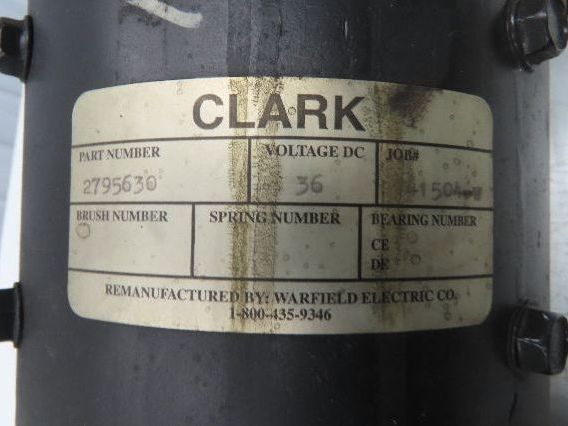 CLARK
PART NUMBER VOLTAGE DC JOB#
2795630 36
BRUSH NUMBER SPRING NUMBER BEARING NUMBER
CE
DE
REMANUFACTURED BY: WARFIELD ELECTRIC CO.
1-800-435-9346